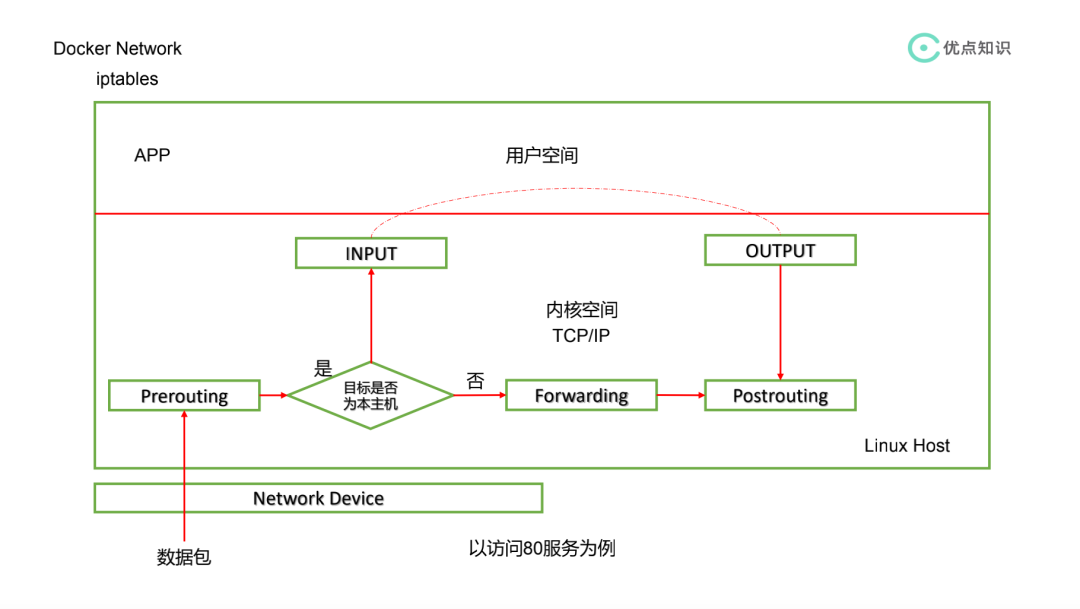 Docker Network
优点知识
iptables
APP
用户空间
INPUT
OUTPUT
内核空间
TCP/IP
是
否
Prerouting
目标是否
为本主机
Forwarding
Postrouting
Linux Host
Network Device
数据包
以访问80服务为例